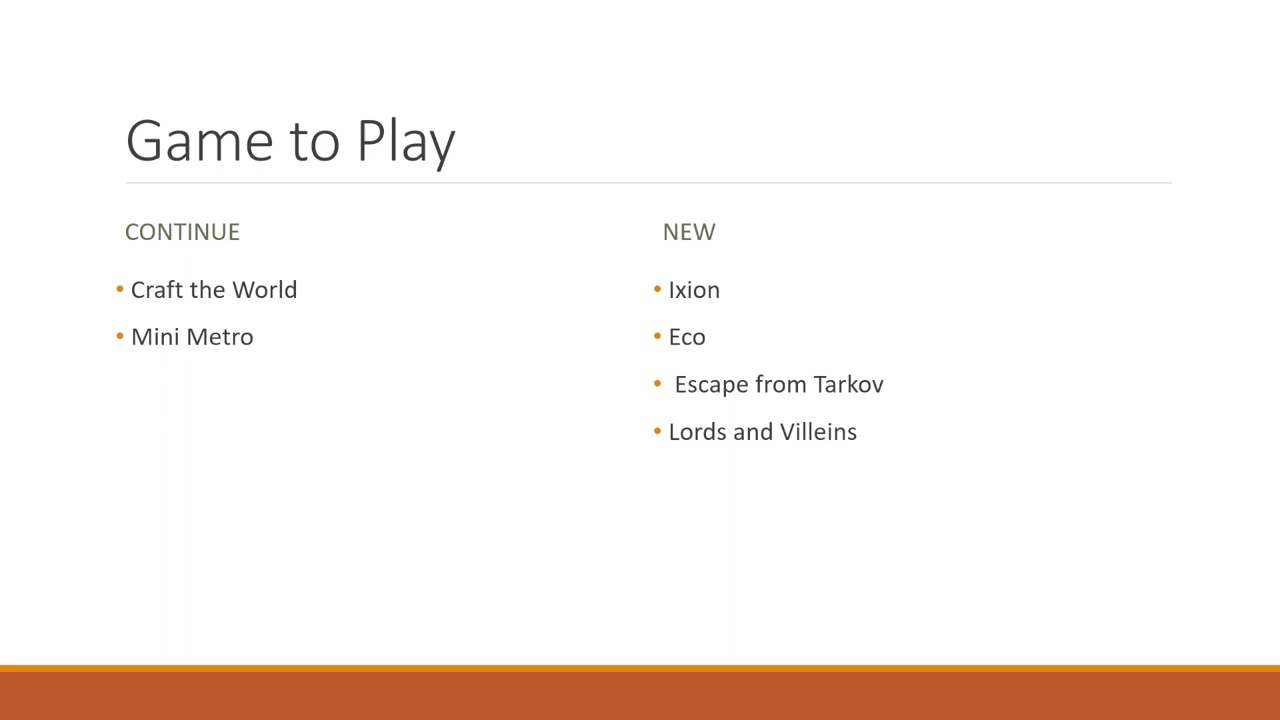 Game to Play
CONTINUE
• Craft the World
• Mini Metro
NEW
• Ixion
• Eco
• Escape from Tarkov
• Lords and Villeins